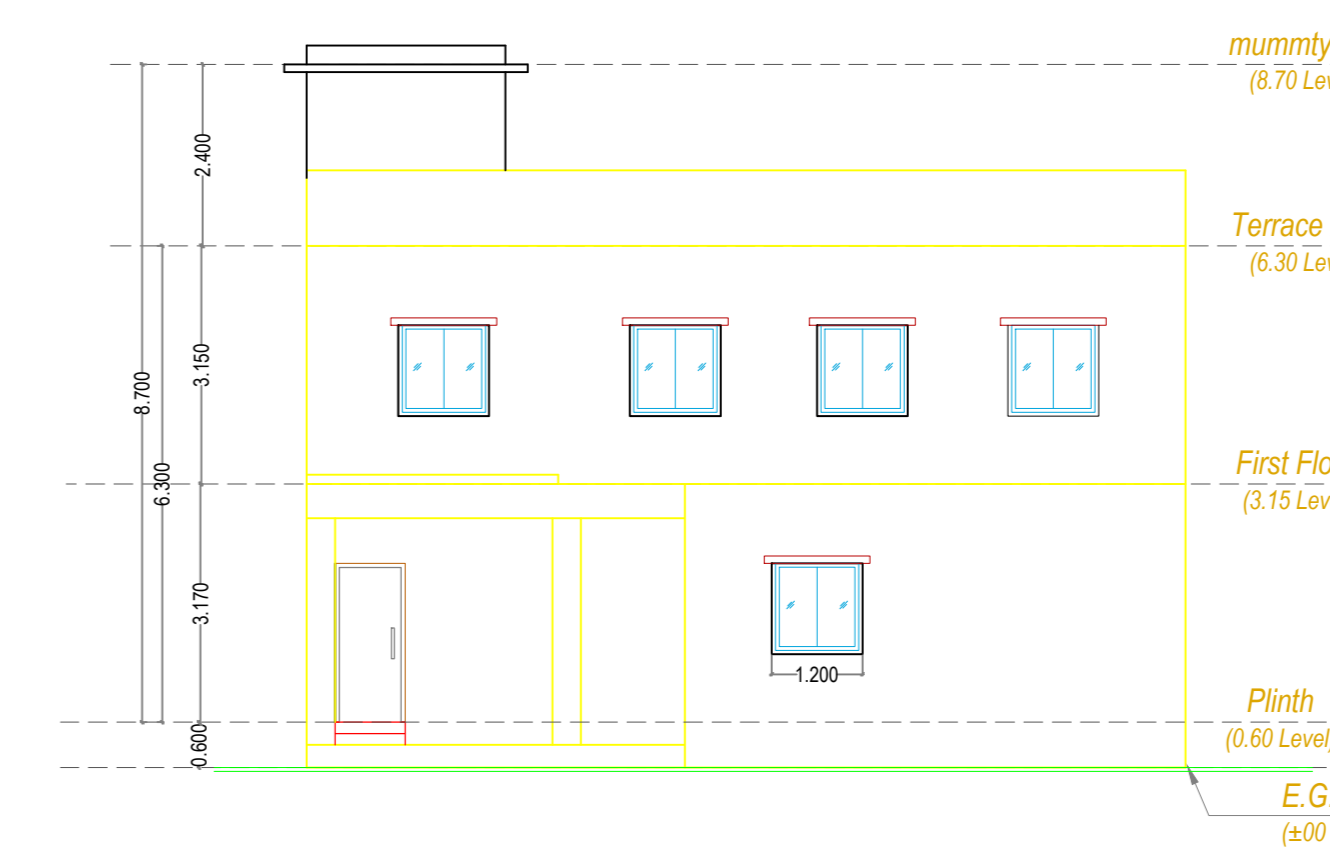 mummty
(8.70 Lev
2.400
Terrace
(6.30 Lev
3.150
8.700
6.300
First Flo
(3.15 Lev
3.170
1.200
Plinth
(0.60 Level)
0.600
E.G.
(±00